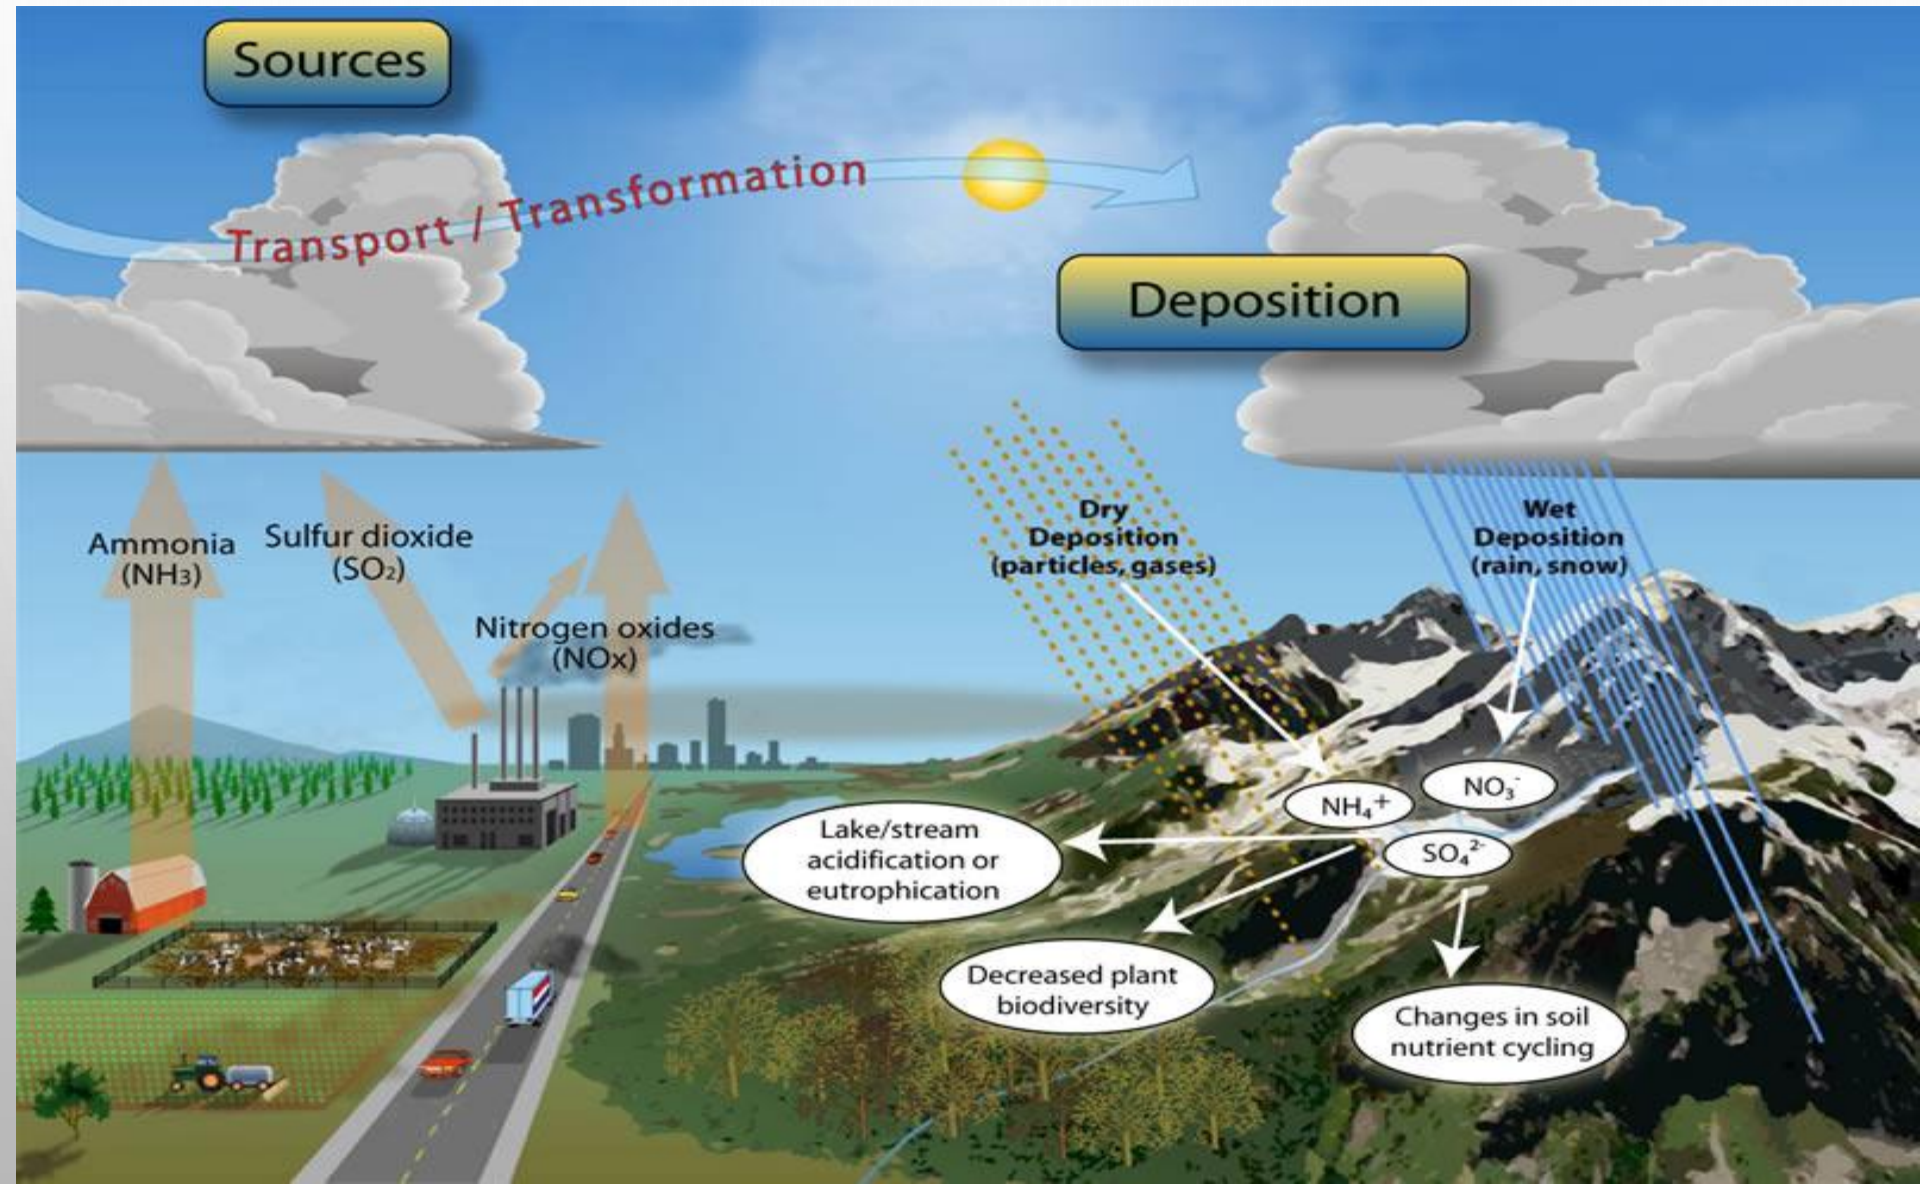 Sources
Transport / Transformation
Deposition
Ammonia
(NH₃)
Sulfur dioxide
(SO₂)
Nitrogen oxides
(NOx)
Dry
Deposition
(particles, gases)
Wet
Deposition
(rain, snow)
NH₄⁺
NO₃⁻
SO₄²⁻
Lake/stream
acidification or
eutrophication
Decreased plant
biodiversity
Changes in soil
nutrient cycling